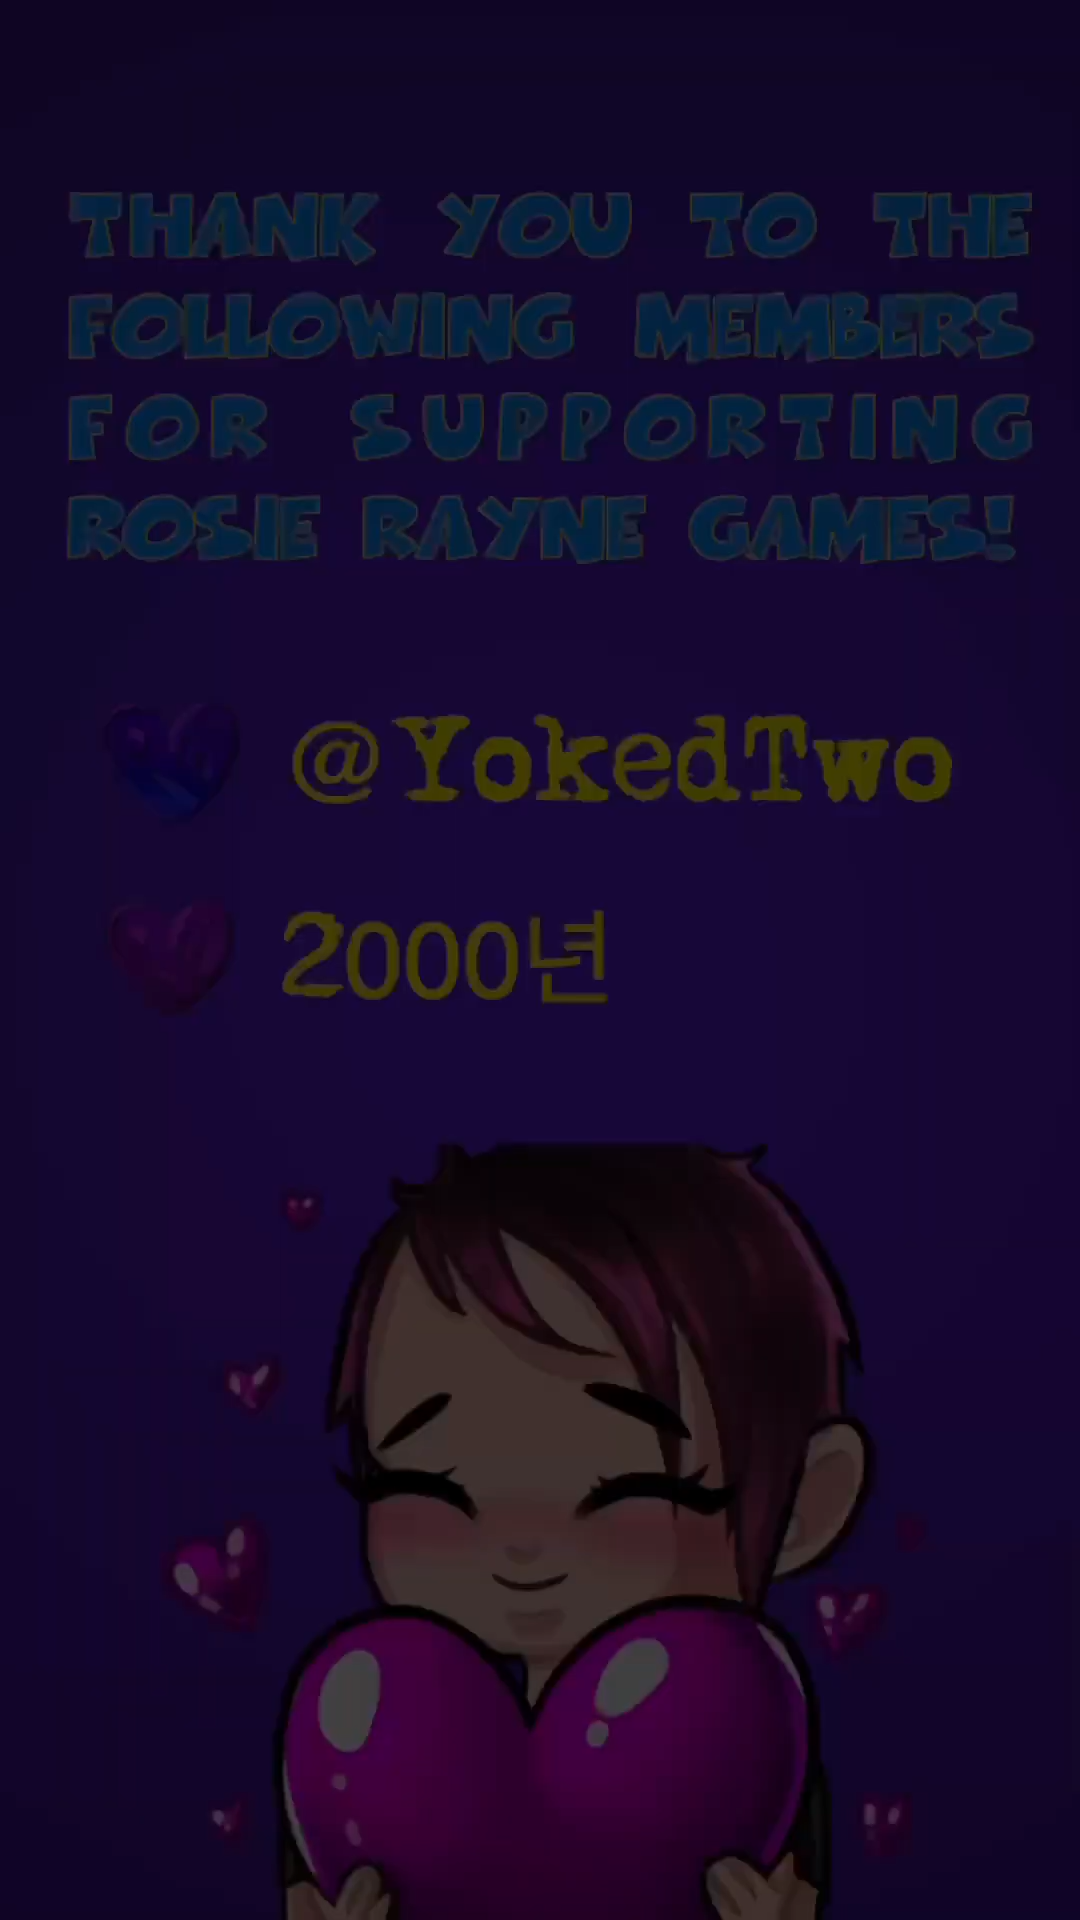 THANK YOU TO THE
FOLLOWING MEMBERS
FOR SUPPORTING
ROSIE RAYNE GAMES!
@YokedTwo
2000년